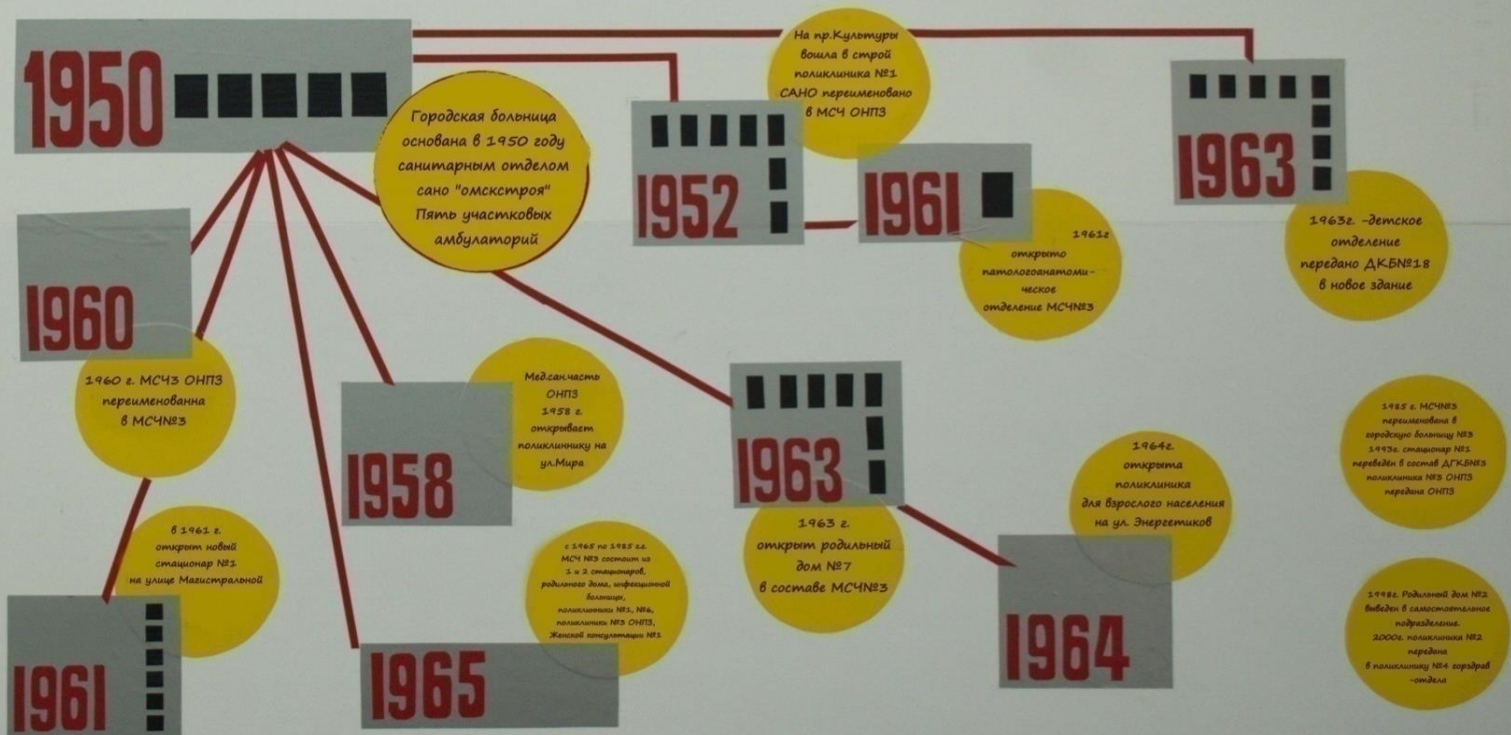 1950
Городская больница
основана в 1950 году
санитарным отделом
сано "омскстроя"
Пять участковых
амбулаторий
На пр.Культуры
вошла в строй
поликлиника №1
САНО переименовано
в МСЧ ОНПЗ
1952
1961
1961г
открыто
патологоанатоми-
ческое
отделение МСЧ№3
1963
1963г. -детское
отделение
передано ДКБ№18
в новое здание
1960
1960 г. МСЧЗ ОНПЗ
переименованна
в МСЧ№3
1958
Мед.сан.часть
ОНПЗ
1958 г.
открывает
поликлиннику на
ул.Мира
1963
1963 г.
открыт родильный
дом №7
в составе МСЧ№3
1964г.
открыта
поликлиника
для взрослого населения
на ул. Энергетиков
1964
1985 г. МСЧ№3
переименована в
городскую больницу №3
1993г. стационар №1
переведён в состав ДГКБ№3
поликлиника №3 ОНПЗ
передана ОНПЗ
в 1961 г.
открыт новый
стационар №1
на улице Магистральной
1961
с 1965 по 1985 г.г.
МСЧ №3 состоит из
1 и 2 стационаров,
родильного дома, инфекционной
больницы,
поликлинники №1, №6,
поликлиники №3 ОНПЗ,
Женской консультации №1
1965
1998г. Родильный дом №2
выведен в самостоятельное
подразделение.
2000г. поликлиника №2
передана
в поликлинику №4 горздрав
-отдела